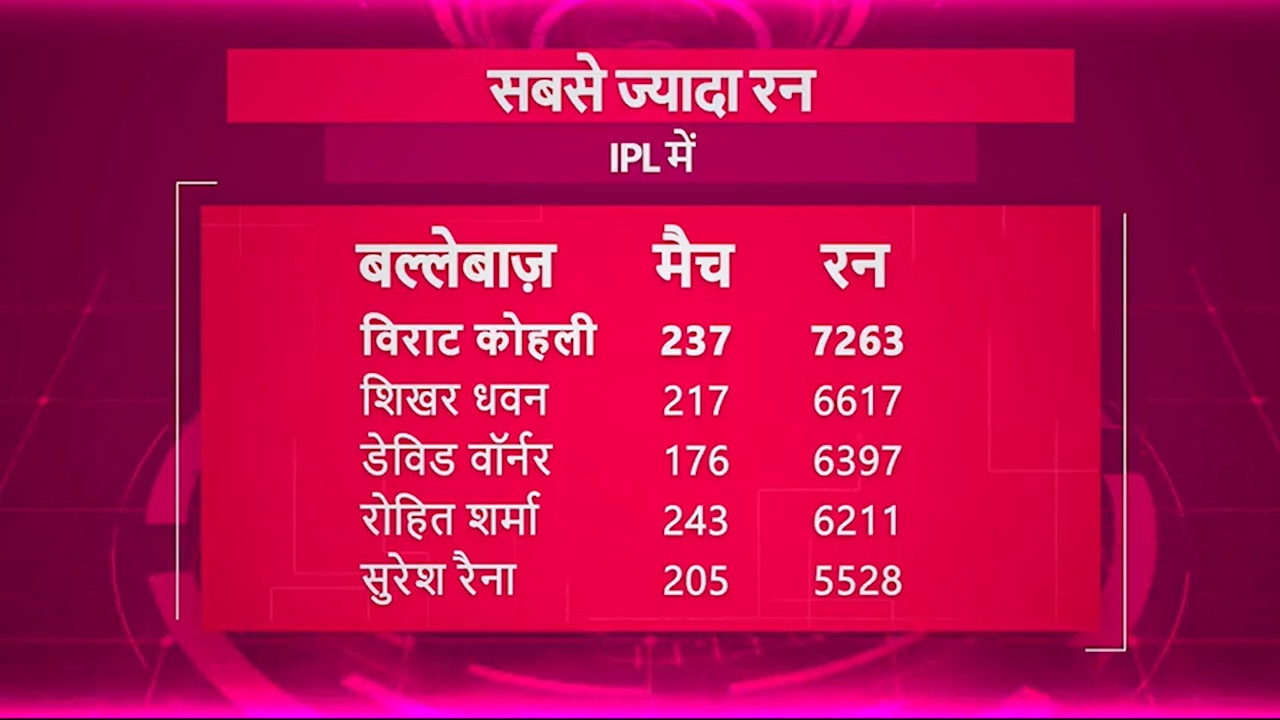 सबसे ज्यादा रन
IPL में
बल्लेबाज़ मैच रन
विराट कोहली 237 7263
शिखर धवन 217 6617
डेविड वॉर्नर 176 6397
रोहित शर्मा 243 6211
सुरेश रैना 205 5528